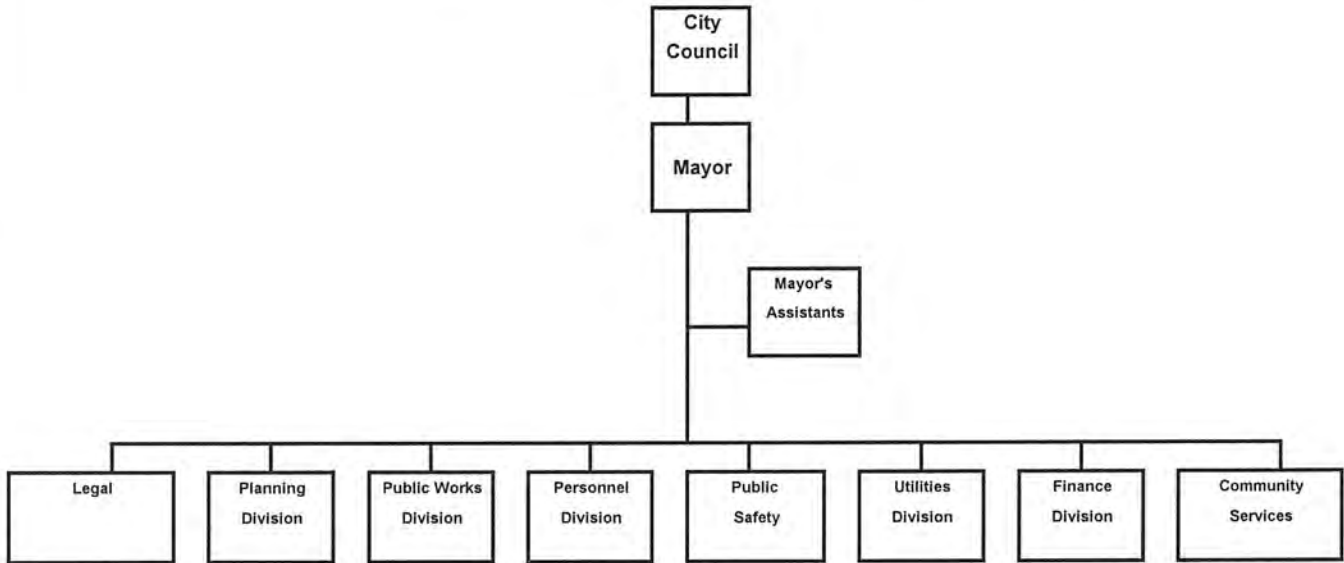 City
Council
Mayor
Mayor's
Assistants
Legal
Planning
Division
Public Works
Division
Personnel
Division
Public
Safety
Utilities
Division
Finance
Division
Community
Services